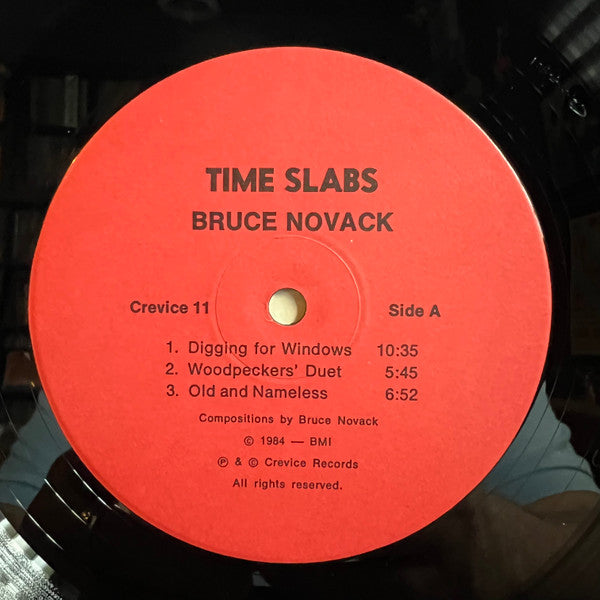 TIME SLABS
BRUCE NOVACK
Crevice 11 Side A
1. Digging for Windows 10:35
2. Woodpeckers' Duet 5:45
3. Old and Nameless 6:52
Compositions by Bruce Novack
© 1984 — BMI
℗ & © Crevice Records
All rights reserved.